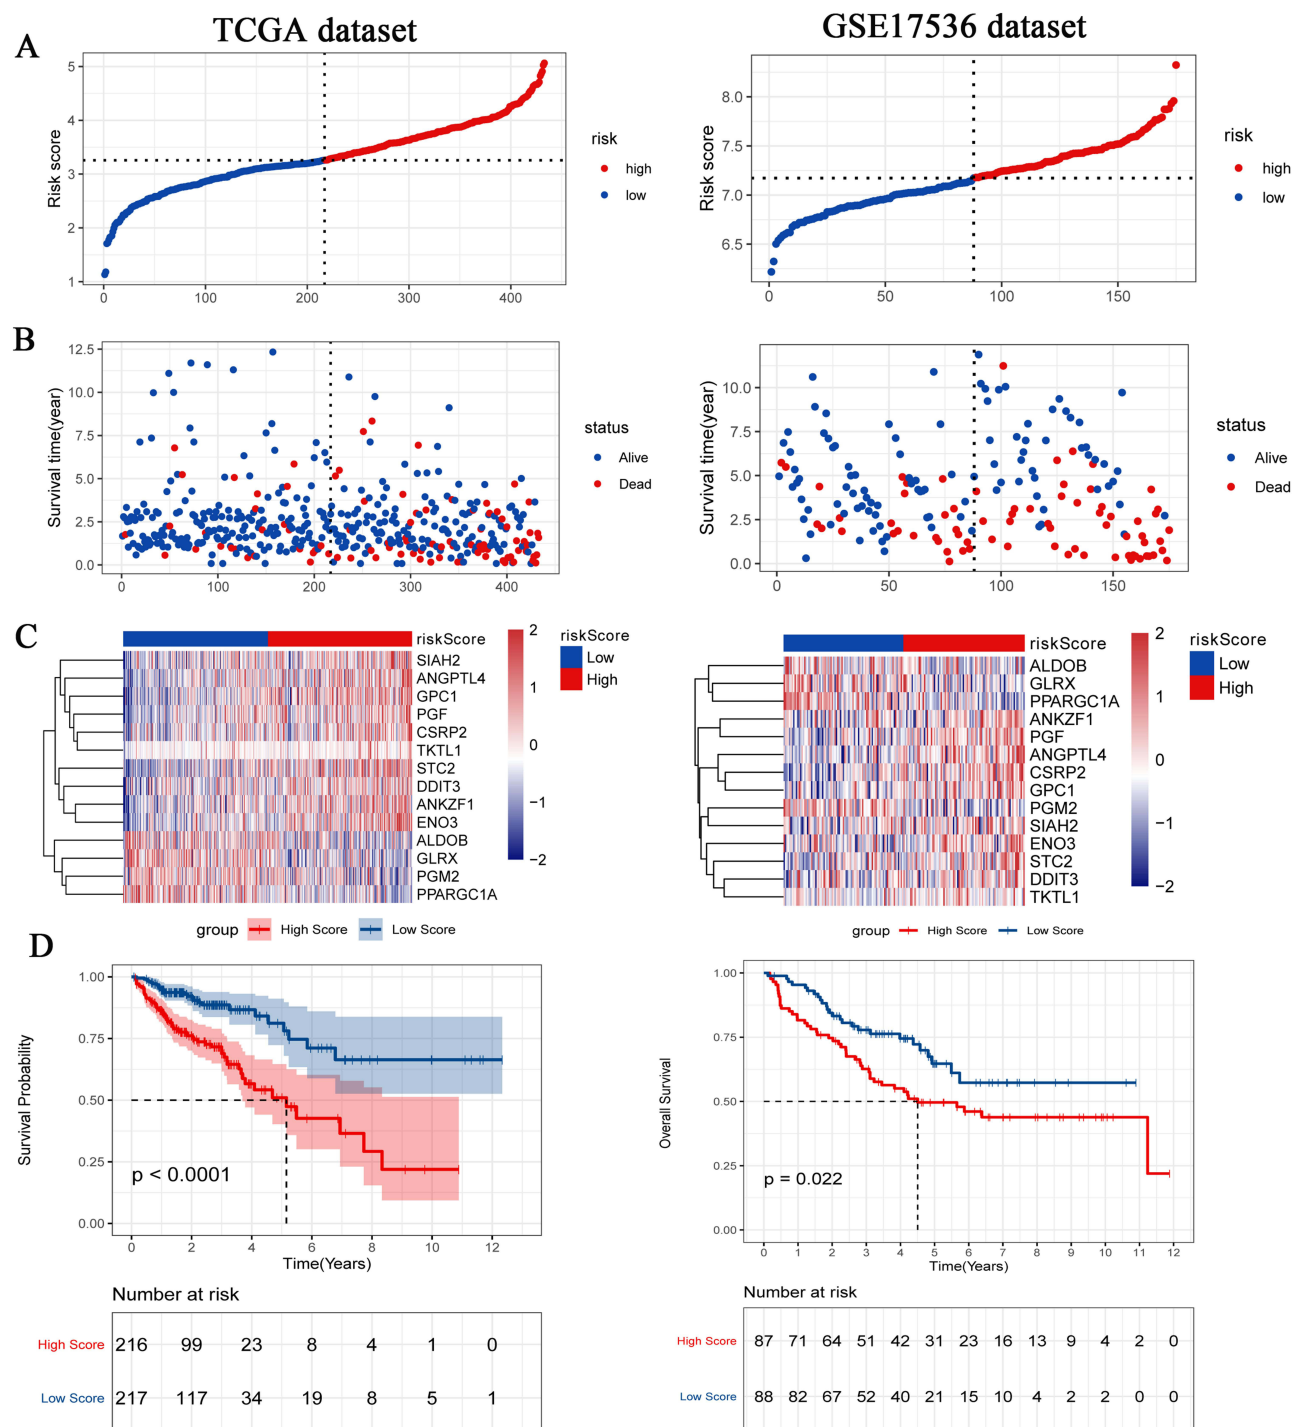 TCGA dataset
GSE17536 dataset
A
5
4
3
2
1
Risk score
0
100
200
300
400
risk
high
low
8.0
7.5
7.0
6.5
Risk score
0
50
100
150
risk
high
low
B
12.5
10.0
7.5
5.0
2.5
0.0
Survival time(year)
0
100
200
300
400
status
Alive
Dead
10.0
7.5
5.0
2.5
0.0
Survival time(year)
0
50
100
150
status
Alive
Dead
C
riskScore
SIAH2
ANGPTL4
GPC1
PGF
CSRP2
TKTL1
STC2
DDIT3
ANKZF1
ENO3
ALDOB
GLRX
PGM2
PPARGC1A
2
1
0
−1
−2
riskScore
Low
High
riskScore
ALDOB
GLRX
PPARGC1A
ANKZF1
PGF
ANGPTL4
CSRP2
GPC1
PGM2
SIAH2
ENO3
STC2
DDIT3
TKTL1
2
1
0
−1
−2
riskScore
Low
High
D
group High Score Low Score
1.00
0.75
0.50
0.25
0.00
Survival Probability
p < 0.0001
0 2 4 6 8 10 12
Time(Years)
Number at risk
High Score 216 99 23 8 4 1 0
Low Score 217 117 34 19 8 5 1
group High Score Low Score
1.00
0.75
0.50
0.25
0.00
Overall Survival
p = 0.022
0 1 2 3 4 5 6 7 8 9 10 11 12
Time(Years)
Number at risk
High Score 87 71 64 51 42 31 23 16 13 9 4 2 0
Low Score 88 82 67 52 40 21 15 10 4 2 2 0 0